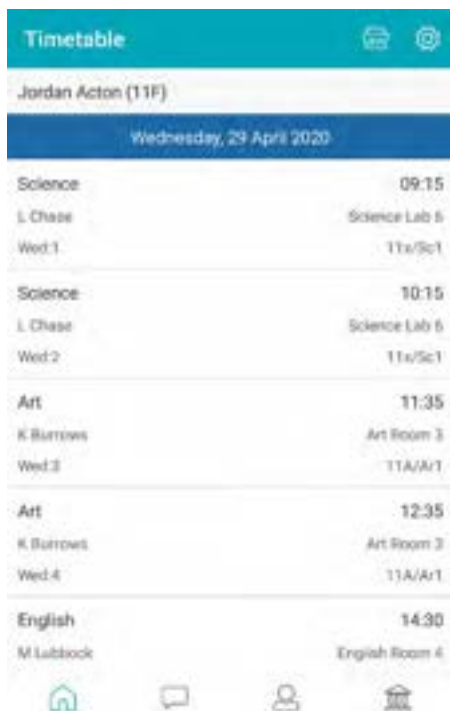 Timetable
Jordan Acton (11F)
Wednesday, 29 April 2020
Science 09:15
L Chase Science Lab 6
Wed:1 11x/Sc1
Science 10:15
L Chase Science Lab 6
Wed:2 11x/Sc1
Art 11:35
K Burrows Art Room 3
Wed:3 11A/Ar1
Art 12:35
K Burrows Art Room 3
Wed:4 11A/Ar1
English 14:30
M Lubbock English Room 4